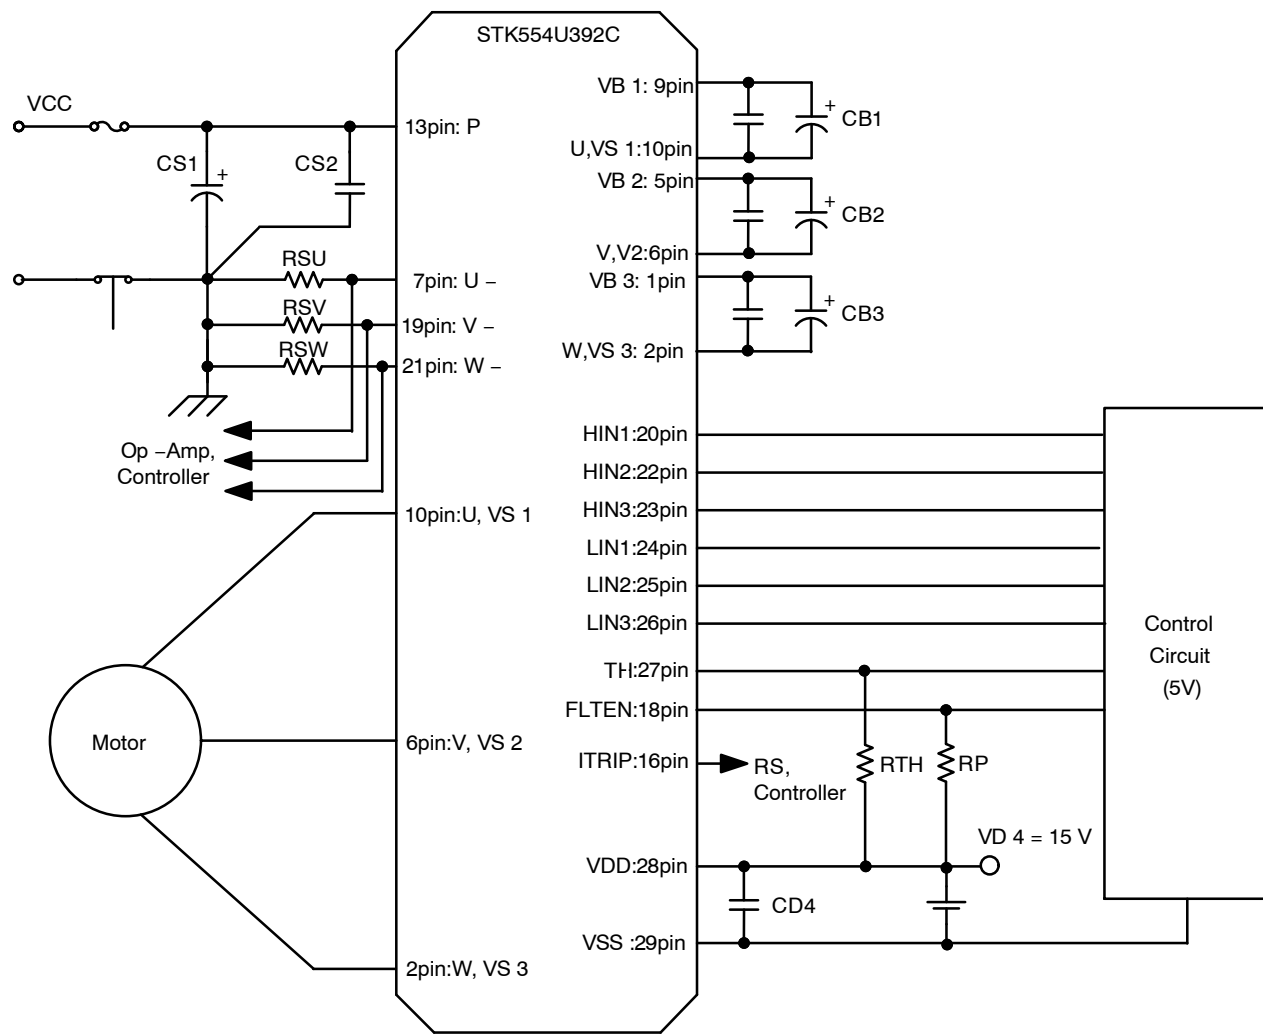 STK554U392C
VCC
CS1
+
CS2
13pin: P
RSU
7pin: U –
RSV
19pin: V –
RSW
21pin: W –
Op –Amp,
Controller
10pin:U, VS 1
Motor
6pin:V, VS 2
2pin:W, VS 3
VB 1: 9pin
+
CB1
U,VS 1:10pin
VB 2: 5pin
+
CB2
V,V2:6pin
VB 3: 1pin
+
CB3
W,VS 3: 2pin
HIN1:20pin
HIN2:22pin
HIN3:23pin
LIN1:24pin
LIN2:25pin
LIN3:26pin
TH:27pin
FLTEN:18pin
ITRIP:16pin
RS,
Controller
RTH
RP
VD 4 = 15 V
VDD:28pin
CD4
VSS :29pin
Control
Circuit
(5V)